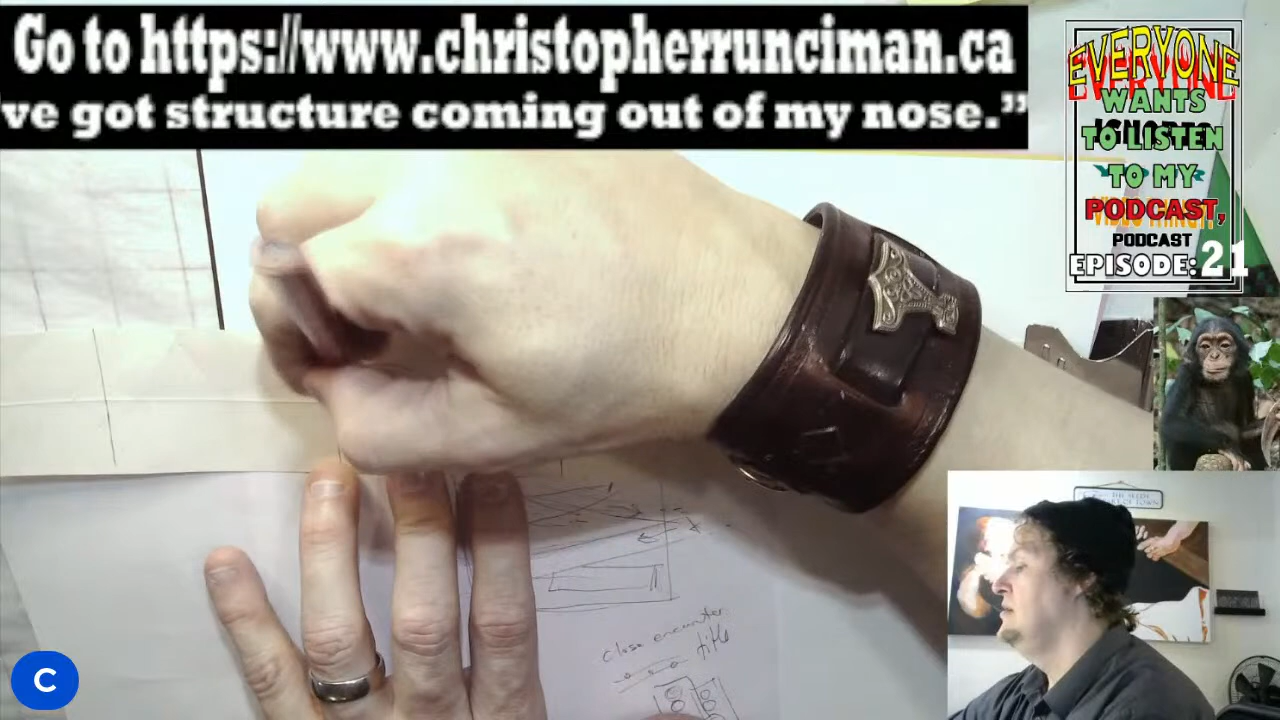 Go to https://www.christopherrunciman.ca
ve got structure coming out of my nose.”
EVERYONE
WANTS
TO LISTEN
TO MY
PODCAST,
PODCAST
EPISODE: 21
Close encounter
title
C